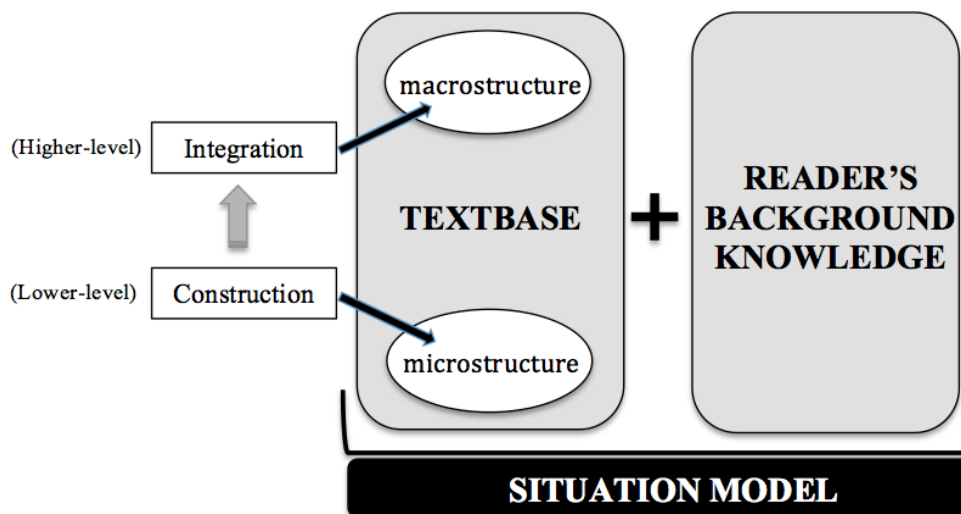 macrostructure
(Higher-level)
Integration
TEXTBASE
+
READER’S
BACKGROUND
KNOWLEDGE
(Lower-level)
Construction
microstructure
SITUATION MODEL